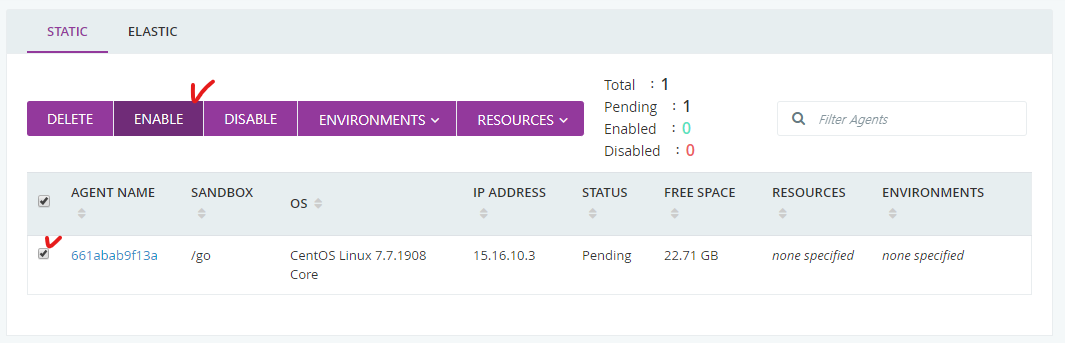 STATIC ELASTIC
Total : 1
DELETE ENABLE DISABLE ENVIRONMENTS RESOURCES
Pending : 1
Enabled : 0
Disabled : 0
Filter Agents
AGENT NAME SANDBOX OS IP ADDRESS STATUS FREE SPACE RESOURCES ENVIRONMENTS
661abab9f13a /go CentOS Linux 7.7.1908 15.16.10.3 Pending 22.71 GB none specified none specified
Core